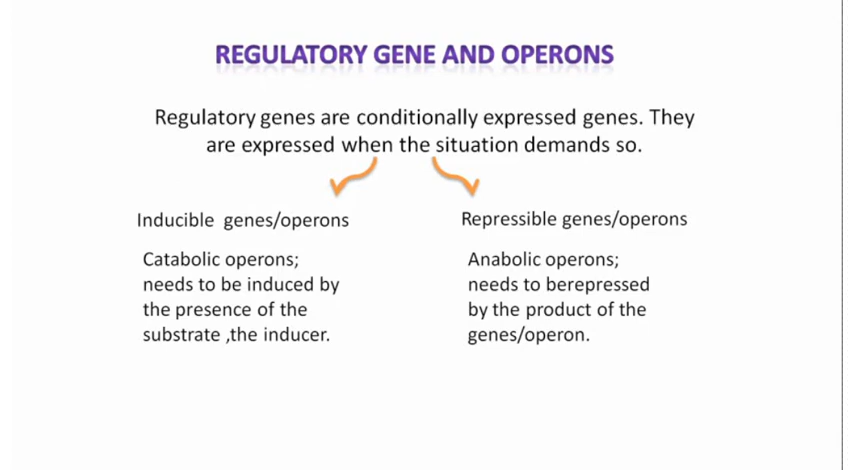 REGULATORY GENE AND OPERONS
Regulatory genes are conditionally expressed genes. They
are expressed when the situation demands so.
Inducible genes/operons
Catabolic operons;
needs to be induced by
the presence of the
substrate ,the inducer.
Repressible genes/operons
Anabolic operons;
needs to berepressed
by the product of the
genes/operon.